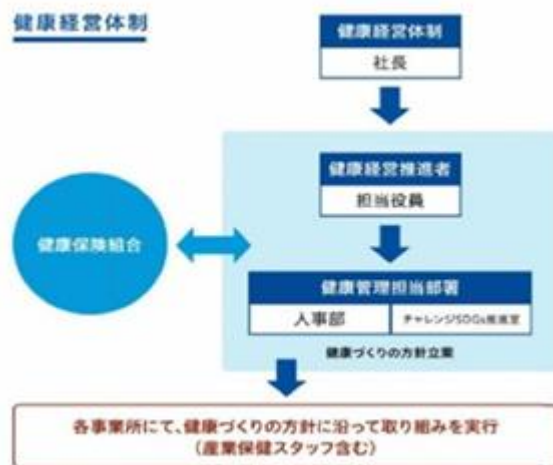 健康経営体制
健康経営体制
社長
健康経営推進者
担当役員
健康保険組合
健康管理担当部署
人事部
チャレンジSDGs推進室
健康づくりの方針立案
各事業所にて、健康づくりの方針に沿って取り組みを実行
(産業保健スタッフ含む)